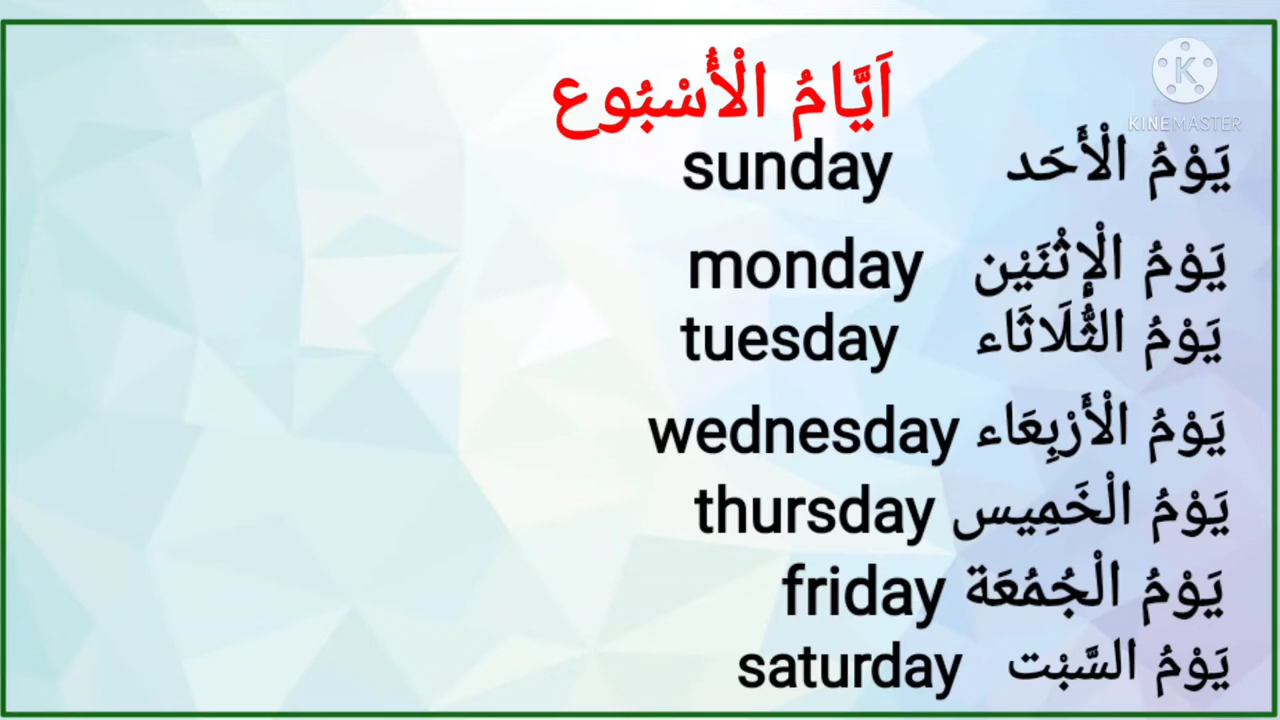 اَيَّامُ الْأُسْبُوع
KINEMASTER
يَوْمُ الْأَحَد sunday
يَوْمُ الْإِثْنَيْن monday
يَوْمُ الثُّلَاثَاء tuesday
يَوْمُ الْأَرْبِعَاء wednesday
يَوْمُ الْخَمِيس thursday
يَوْمُ الْجُمُعَة friday
يَوْمُ السَّبْت saturday